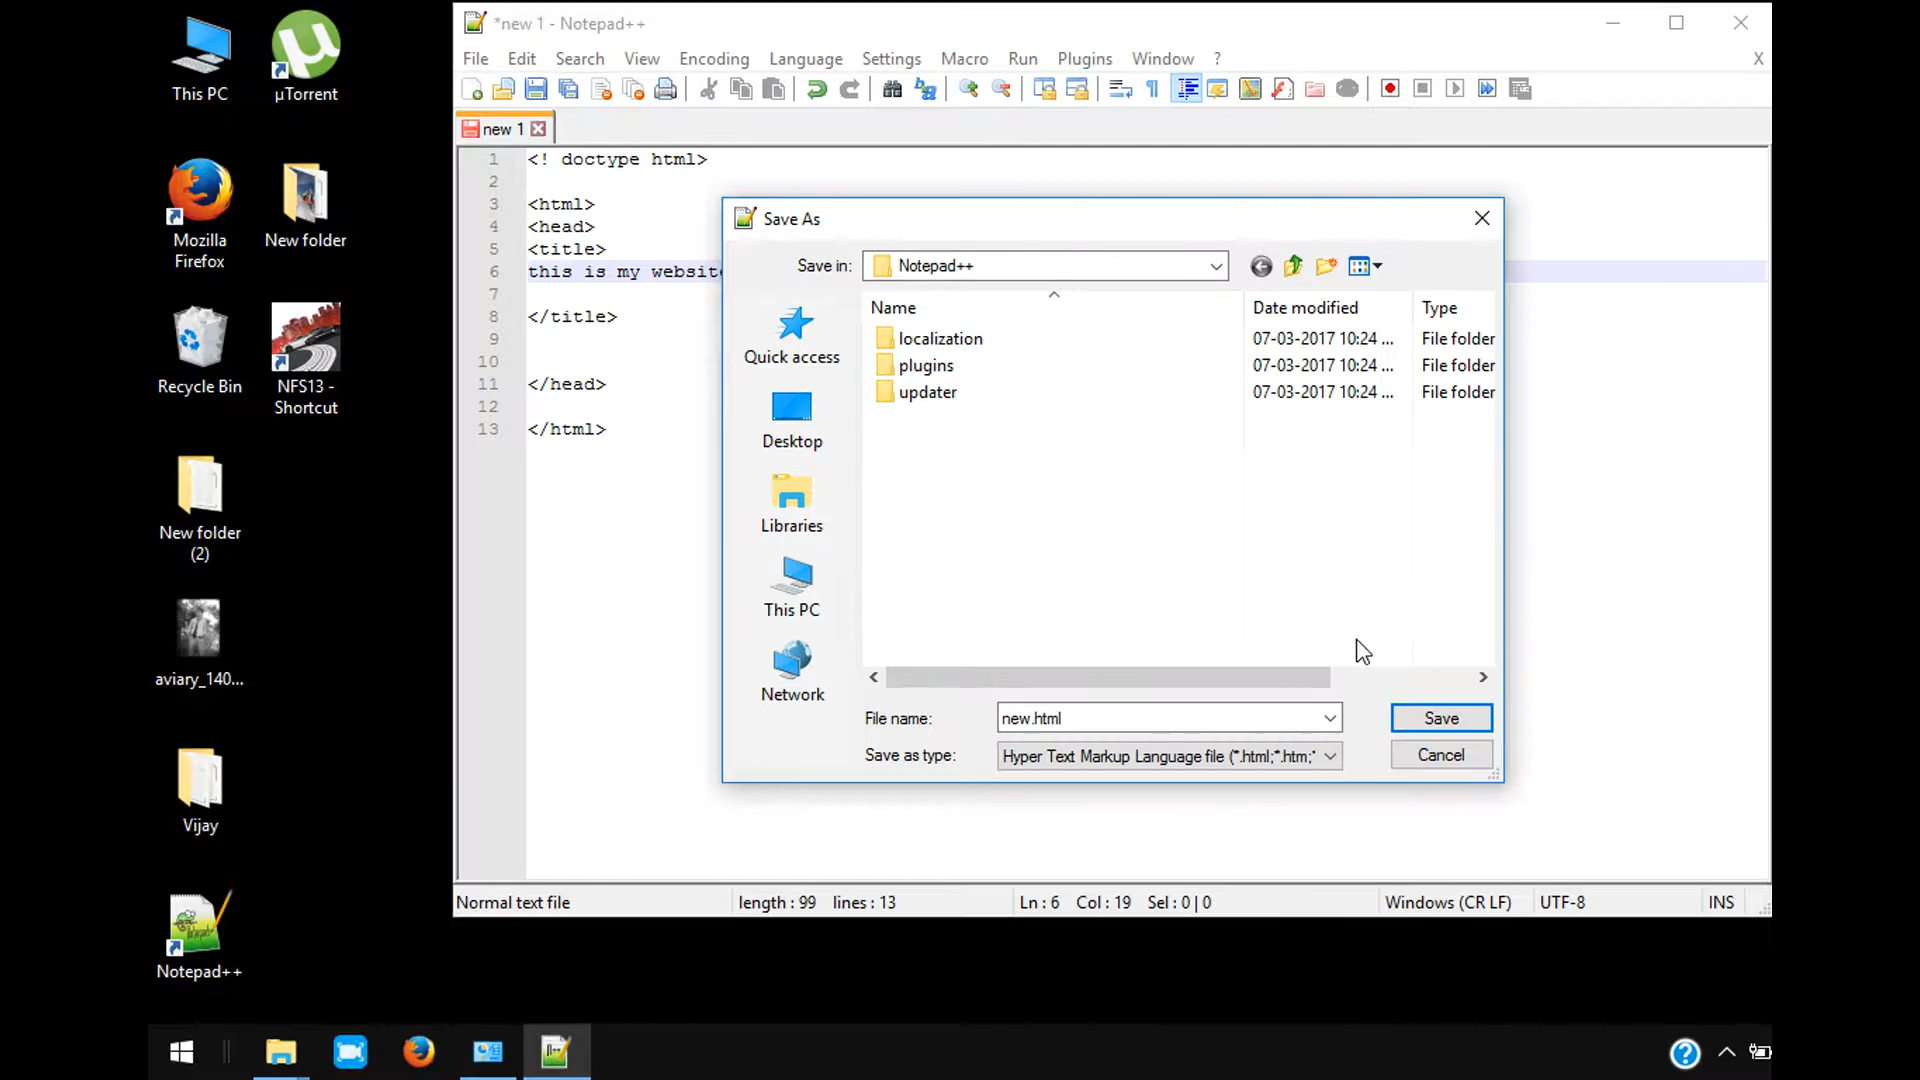 This PC
µTorrent
Mozilla
Firefox
New folder
Recycle Bin
NFS13 -
Shortcut
New folder
(2)
aviary_140...
Vijay
Notepad++
*new 1 - Notepad++
File Edit Search View Encoding Language Settings Macro Run Plugins Window ? X
new 1
1 <! doctype html>
2
3 <html>
4 <head>
5 <title>
6 this is my website
7
8 </title>
9
10
11 </head>
12
13 </html>
Save As
Save in: Notepad++
Quick access
Desktop
Libraries
This PC
Network
Name Date modified Type
localization 07-03-2017 10:24 ... File folder
plugins 07-03-2017 10:24 ... File folder
updater 07-03-2017 10:24 ... File folder
File name: new.html Save
Save as type: Hyper Text Markup Language file (*.html;*.htm;* Cancel
Normal text file length : 99 lines : 13 Ln : 6 Col : 19 Sel : 0 | 0 Windows (CR LF) UTF-8 INS